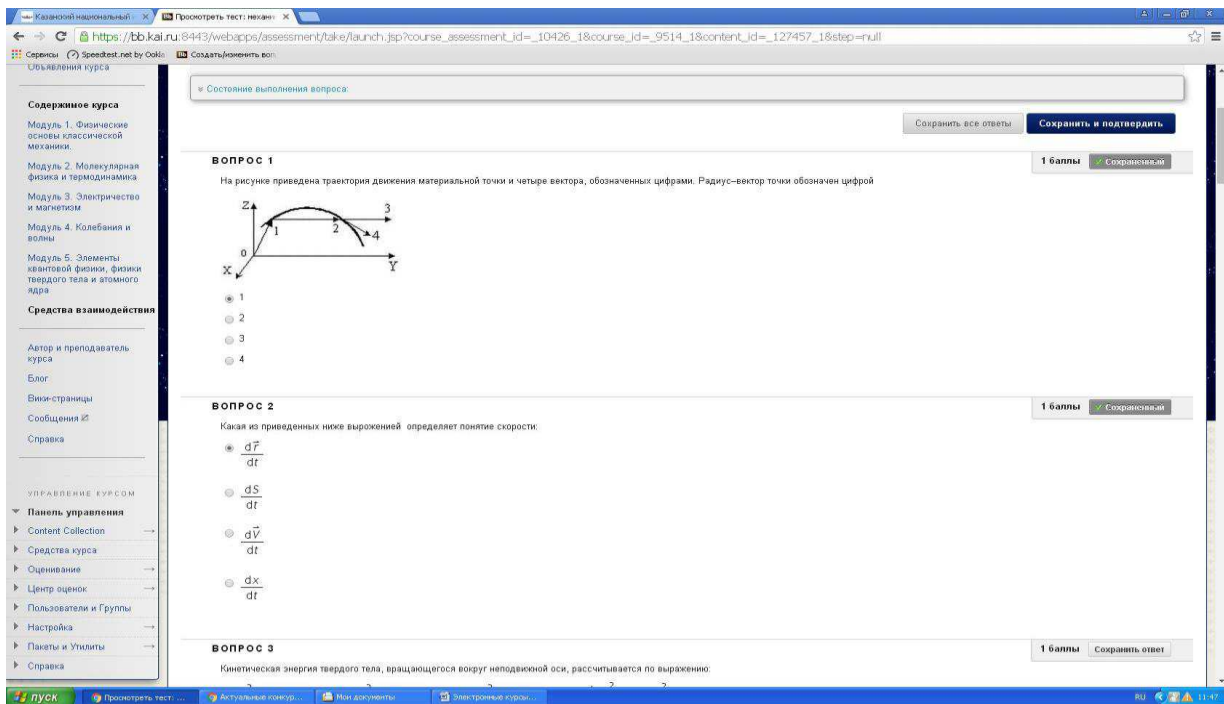 Казанский национальный
Просмотреть тест: механи
https://bb.kai.ru:8443/webapps/assessment/take/launch.jsp?course_assessment_id=_10426_1&course_id=_9514_1&content_id=_127457_1&step=null
Сервисы
Speedtest.net by Ookla
Создать/изменить воп
Объявления курса
Содержимое курса
Модуль 1. Физические
основы классической
механики.
Модуль 2. Молекулярная
физика и термодинамика
Модуль 3. Электричество
и магнетизм
Модуль 4. Колебания и
волны
Модуль 5. Элементы
квантовой физики, физики
твердого тела и атомного
ядра
Средства взаимодействия
Автор и преподаватель
курса
Блог
Вики-страницы
Сообщения
Справка
УПРАВЛЕНИЕ КУРСОМ
Панель управления
Content Collection
Средства курса
Оценивание
Центр оценок
Пользователи и Группы
Настройка
Пакеты и Утилиты
Справка
Состояние выполнения вопроса:
Сохранить все ответы
Сохранить и подтвердить
ВОПРОС 1
1 баллы
Сохраненный
На рисунке приведена траектория движения материальной точки и четыре вектора, обозначенных цифрами. Радиус–вектор точки обозначен цифрой
Z
3
1
2
4
0
X
Y
1
2
3
4
ВОПРОС 2
1 баллы
Сохраненный
Какая из приведенных ниже выроженией определяет понятие скорости:
dr⃗
dt
dS
dt
dV⃗
dt
dx
dt
ВОПРОС 3
1 баллы
Сохранить ответ
Кинетическая энергия твердого тела, вращающегося вокруг неподвижной оси, рассчитывается по выражению:
пуск
Просмотреть тест: ...
Актуальные конкур...
Мои документы
Электронные курсы...
RU
11:47